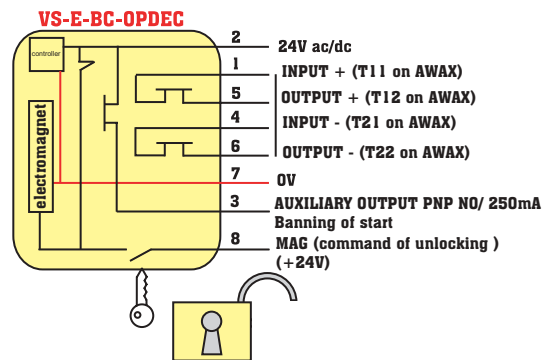 VS-E-BC-OPDEC
controller
electromagnet
2 24V ac/dc
1 INPUT + (T11 on AWAX)
5 OUTPUT + (T12 on AWAX)
4 INPUT - (T21 on AWAX)
6 OUTPUT - (T22 on AWAX)
7 0V
3 AUXILIARY OUTPUT PNP NO/ 250mA
Banning of start
8 MAG (command of unlocking )
(+24V)